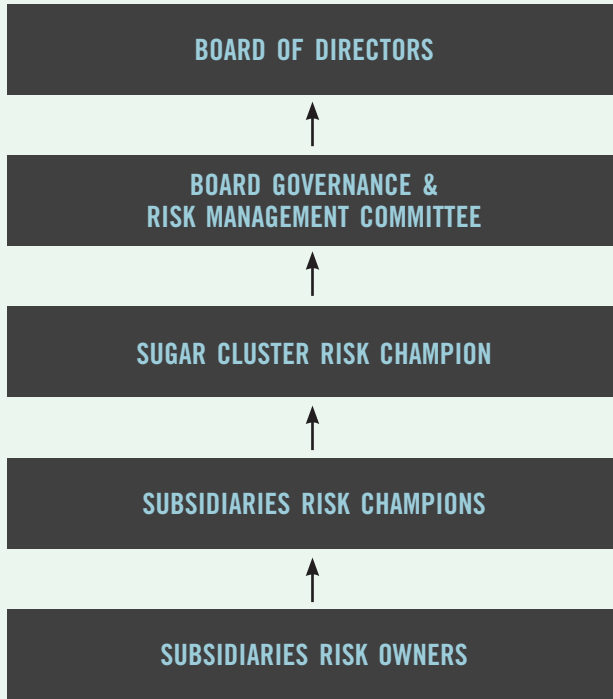 BOARD OF DIRECTORS
BOARD GOVERNANCE &
RISK MANAGEMENT COMMITTEE
SUGAR CLUSTER RISK CHAMPION
SUBSIDIARIES RISK CHAMPIONS
SUBSIDIARIES RISK OWNERS